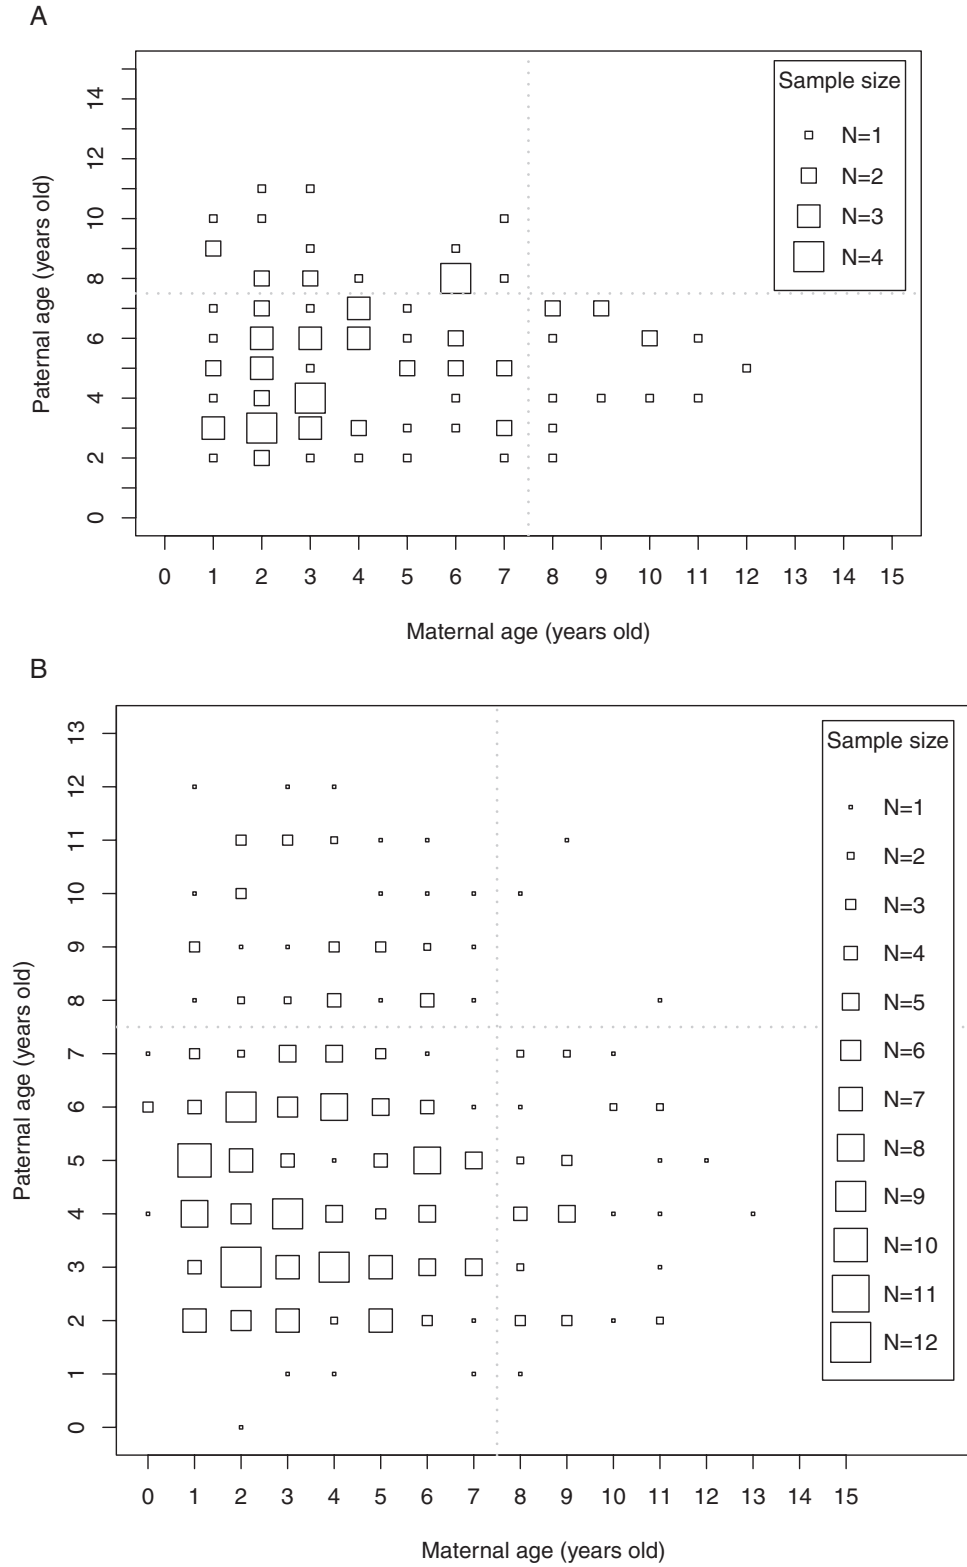 A
Sample size
N=1
N=2
N=3
N=4
Paternal age (years old)
14
12
10
8
6
4
2
0
0 1 2 3 4 5 6 7 8 9 10 11 12 13 14 15
Maternal age (years old)
B
Sample size
N=1
N=2
N=3
N=4
N=5
N=6
N=7
N=8
N=9
N=10
N=11
N=12
Paternal age (years old)
13
12
11
10
9
8
7
6
5
4
3
2
1
0
0 1 2 3 4 5 6 7 8 9 10 11 12 13 14 15
Maternal age (years old)